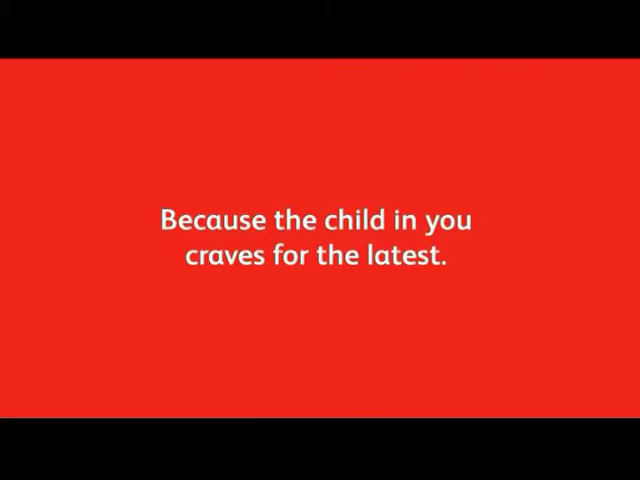 Because the child in you
craves for the latest.